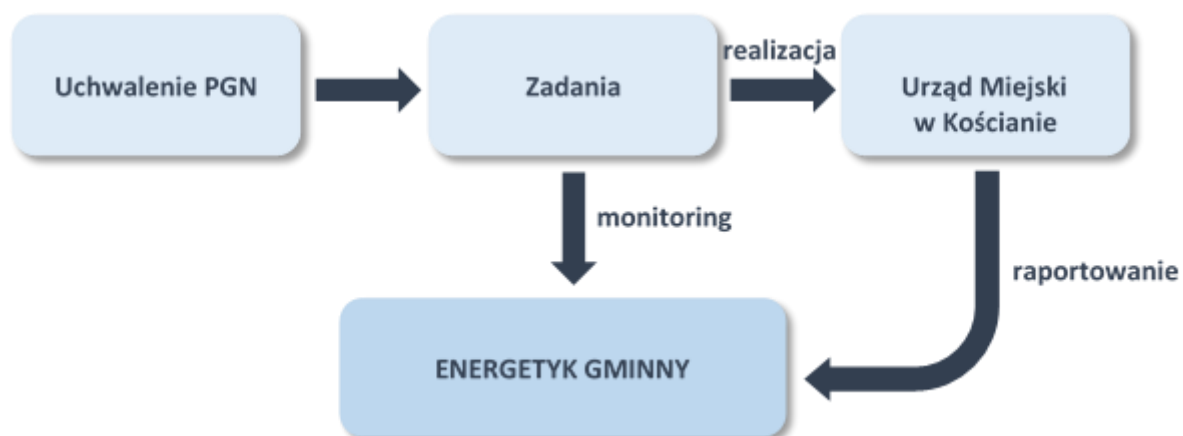 Uchwalenie PGN
Zadania
realizacja
Urząd Miejski
w Kościanie
monitoring
raportowanie
ENERGETYK GMINNY